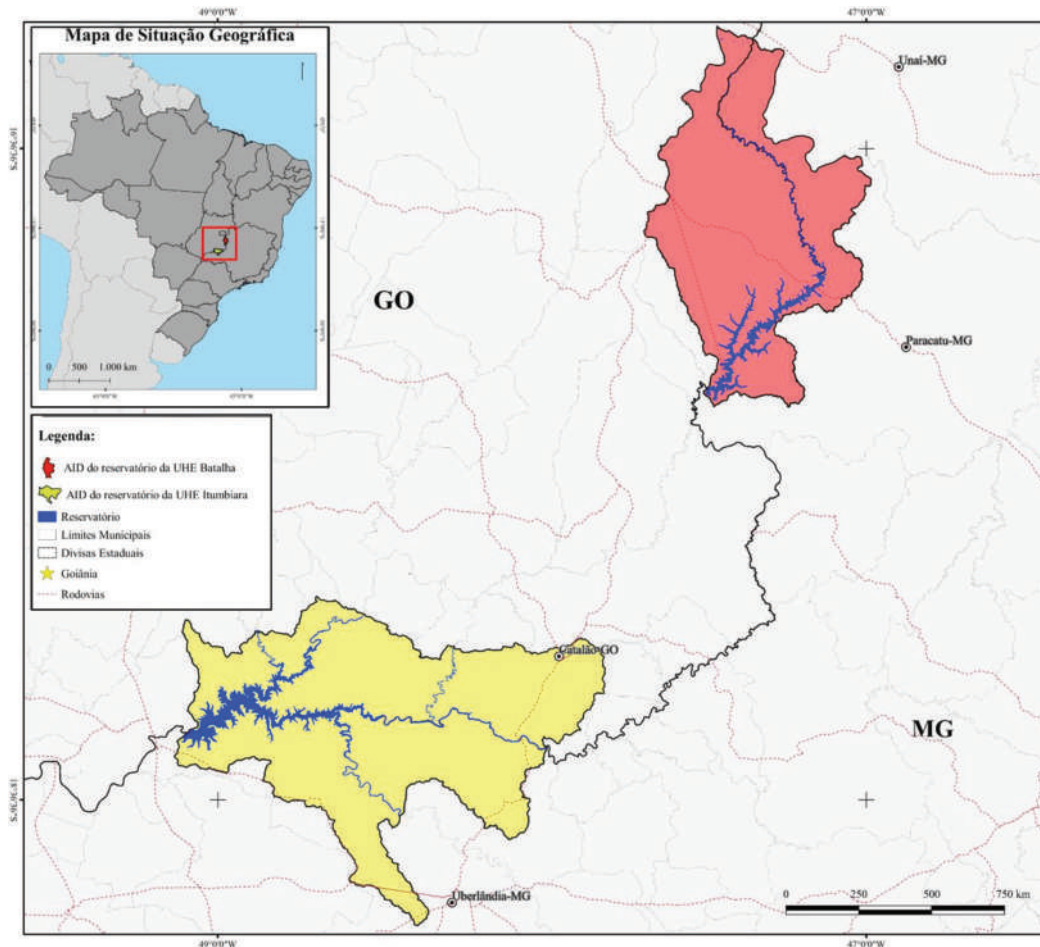 49°0'0"W
47°0'0"W
Mapa de Situação Geográfica
0 500 1.000 km
Unaí-MG
GO
Paracatu-MG
Legenda:
AID do reservatório da UHE Batalha
AID do reservatório da UHE Itumbiara
Reservatório
Limites Municipais
Divisas Estaduais
Goiânia
Rodovias
Catalão-GO
MG
Uberlândia-MG
0 250 500 750 km
49°0'0"W
47°0'0"W